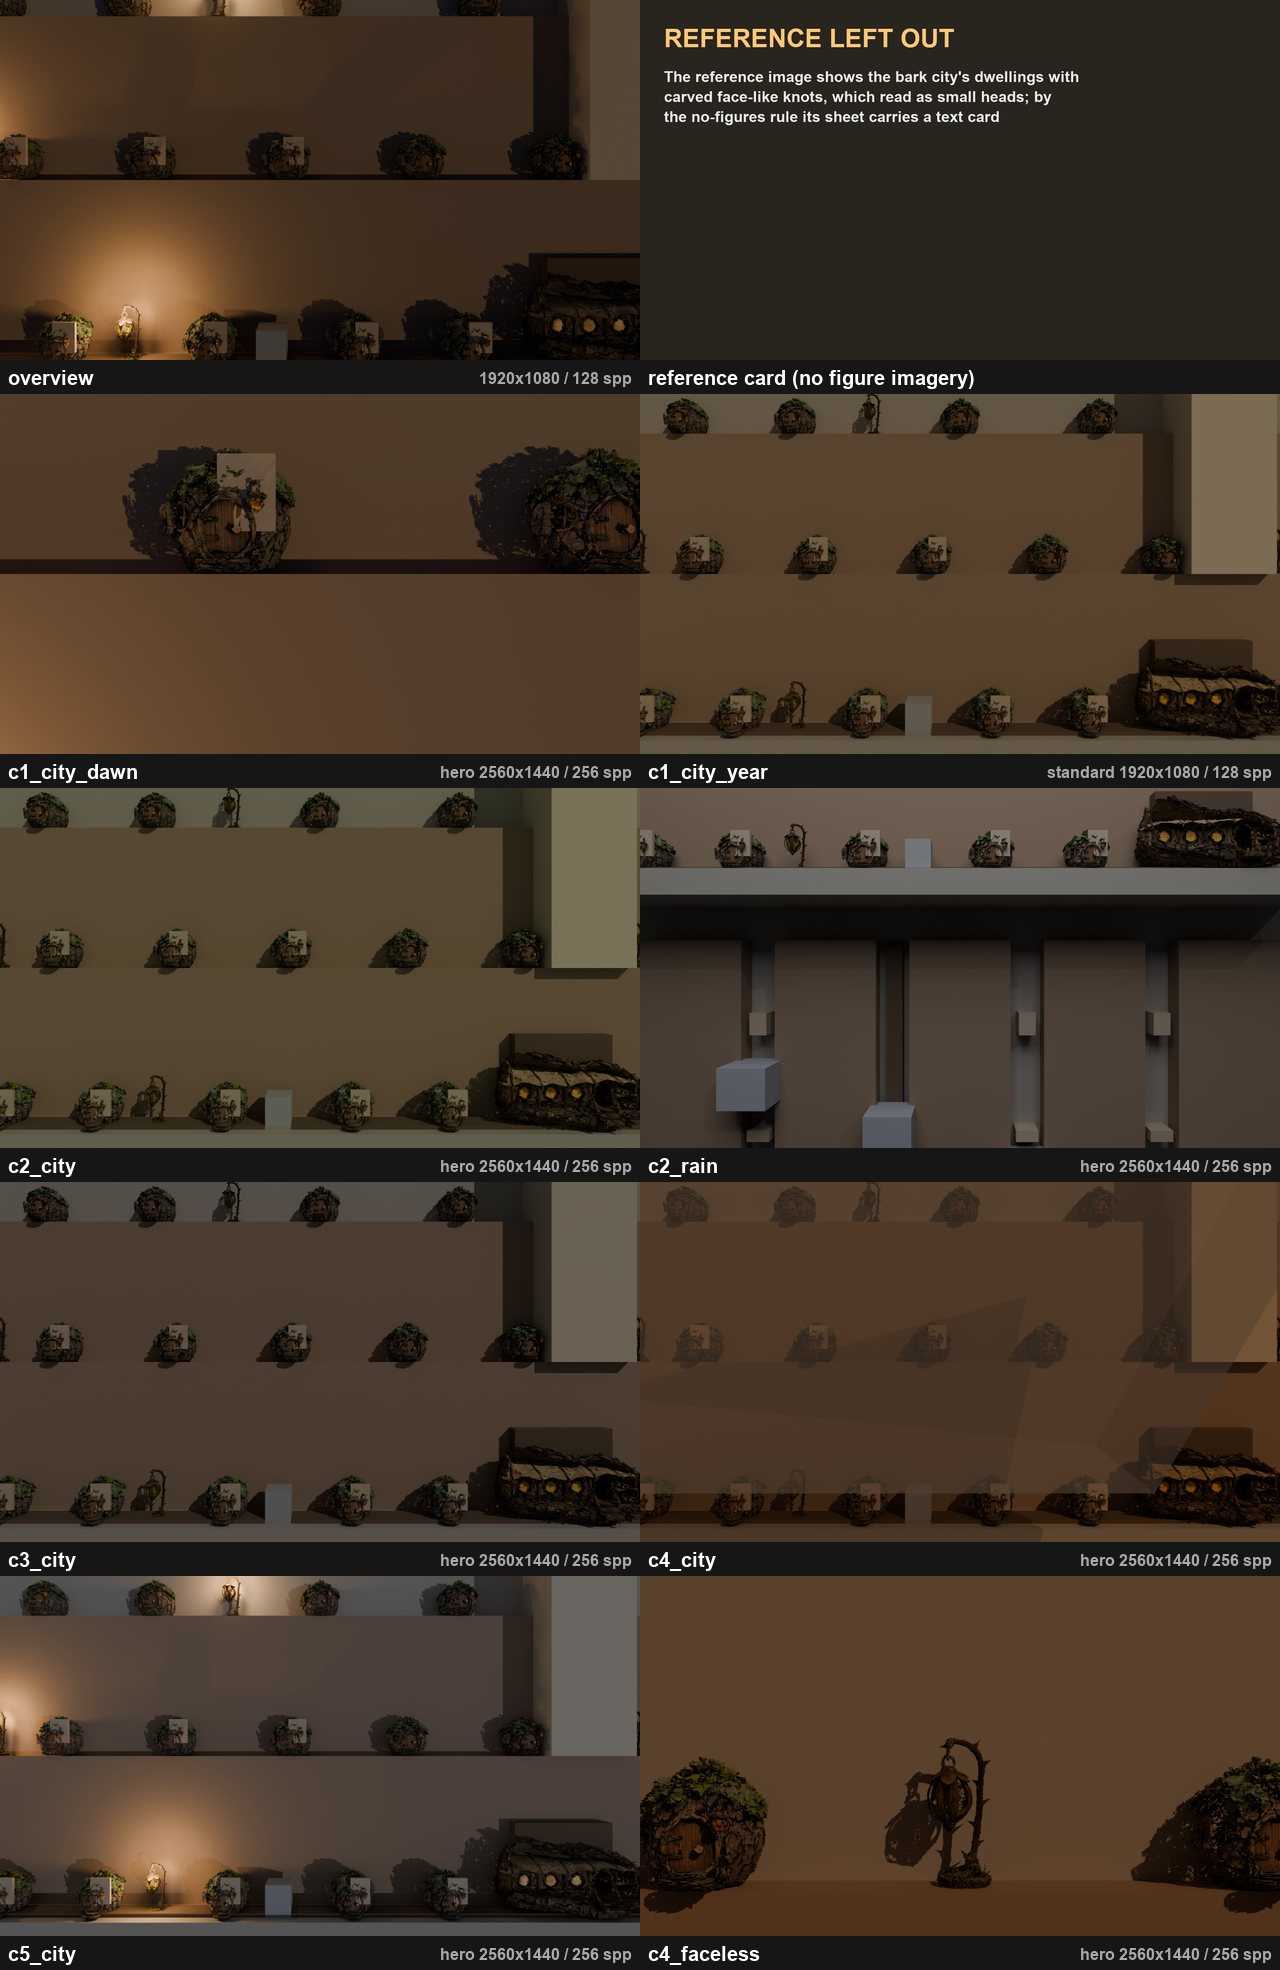 REFERENCE LEFT OUT
The reference image shows the bark city's dwellings with
carved face-like knots, which read as small heads; by
the no-figures rule its sheet carries a text card
overview
1920x1080 / 128 spp
reference card (no figure imagery)
c1_city_dawn
hero 2560x1440 / 256 spp
c1_city_year
standard 1920x1080 / 128 spp
c2_city
hero 2560x1440 / 256 spp
c2_rain
hero 2560x1440 / 256 spp
c3_city
hero 2560x1440 / 256 spp
c4_city
hero 2560x1440 / 256 spp
c5_city
hero 2560x1440 / 256 spp
c4_faceless
hero 2560x1440 / 256 spp